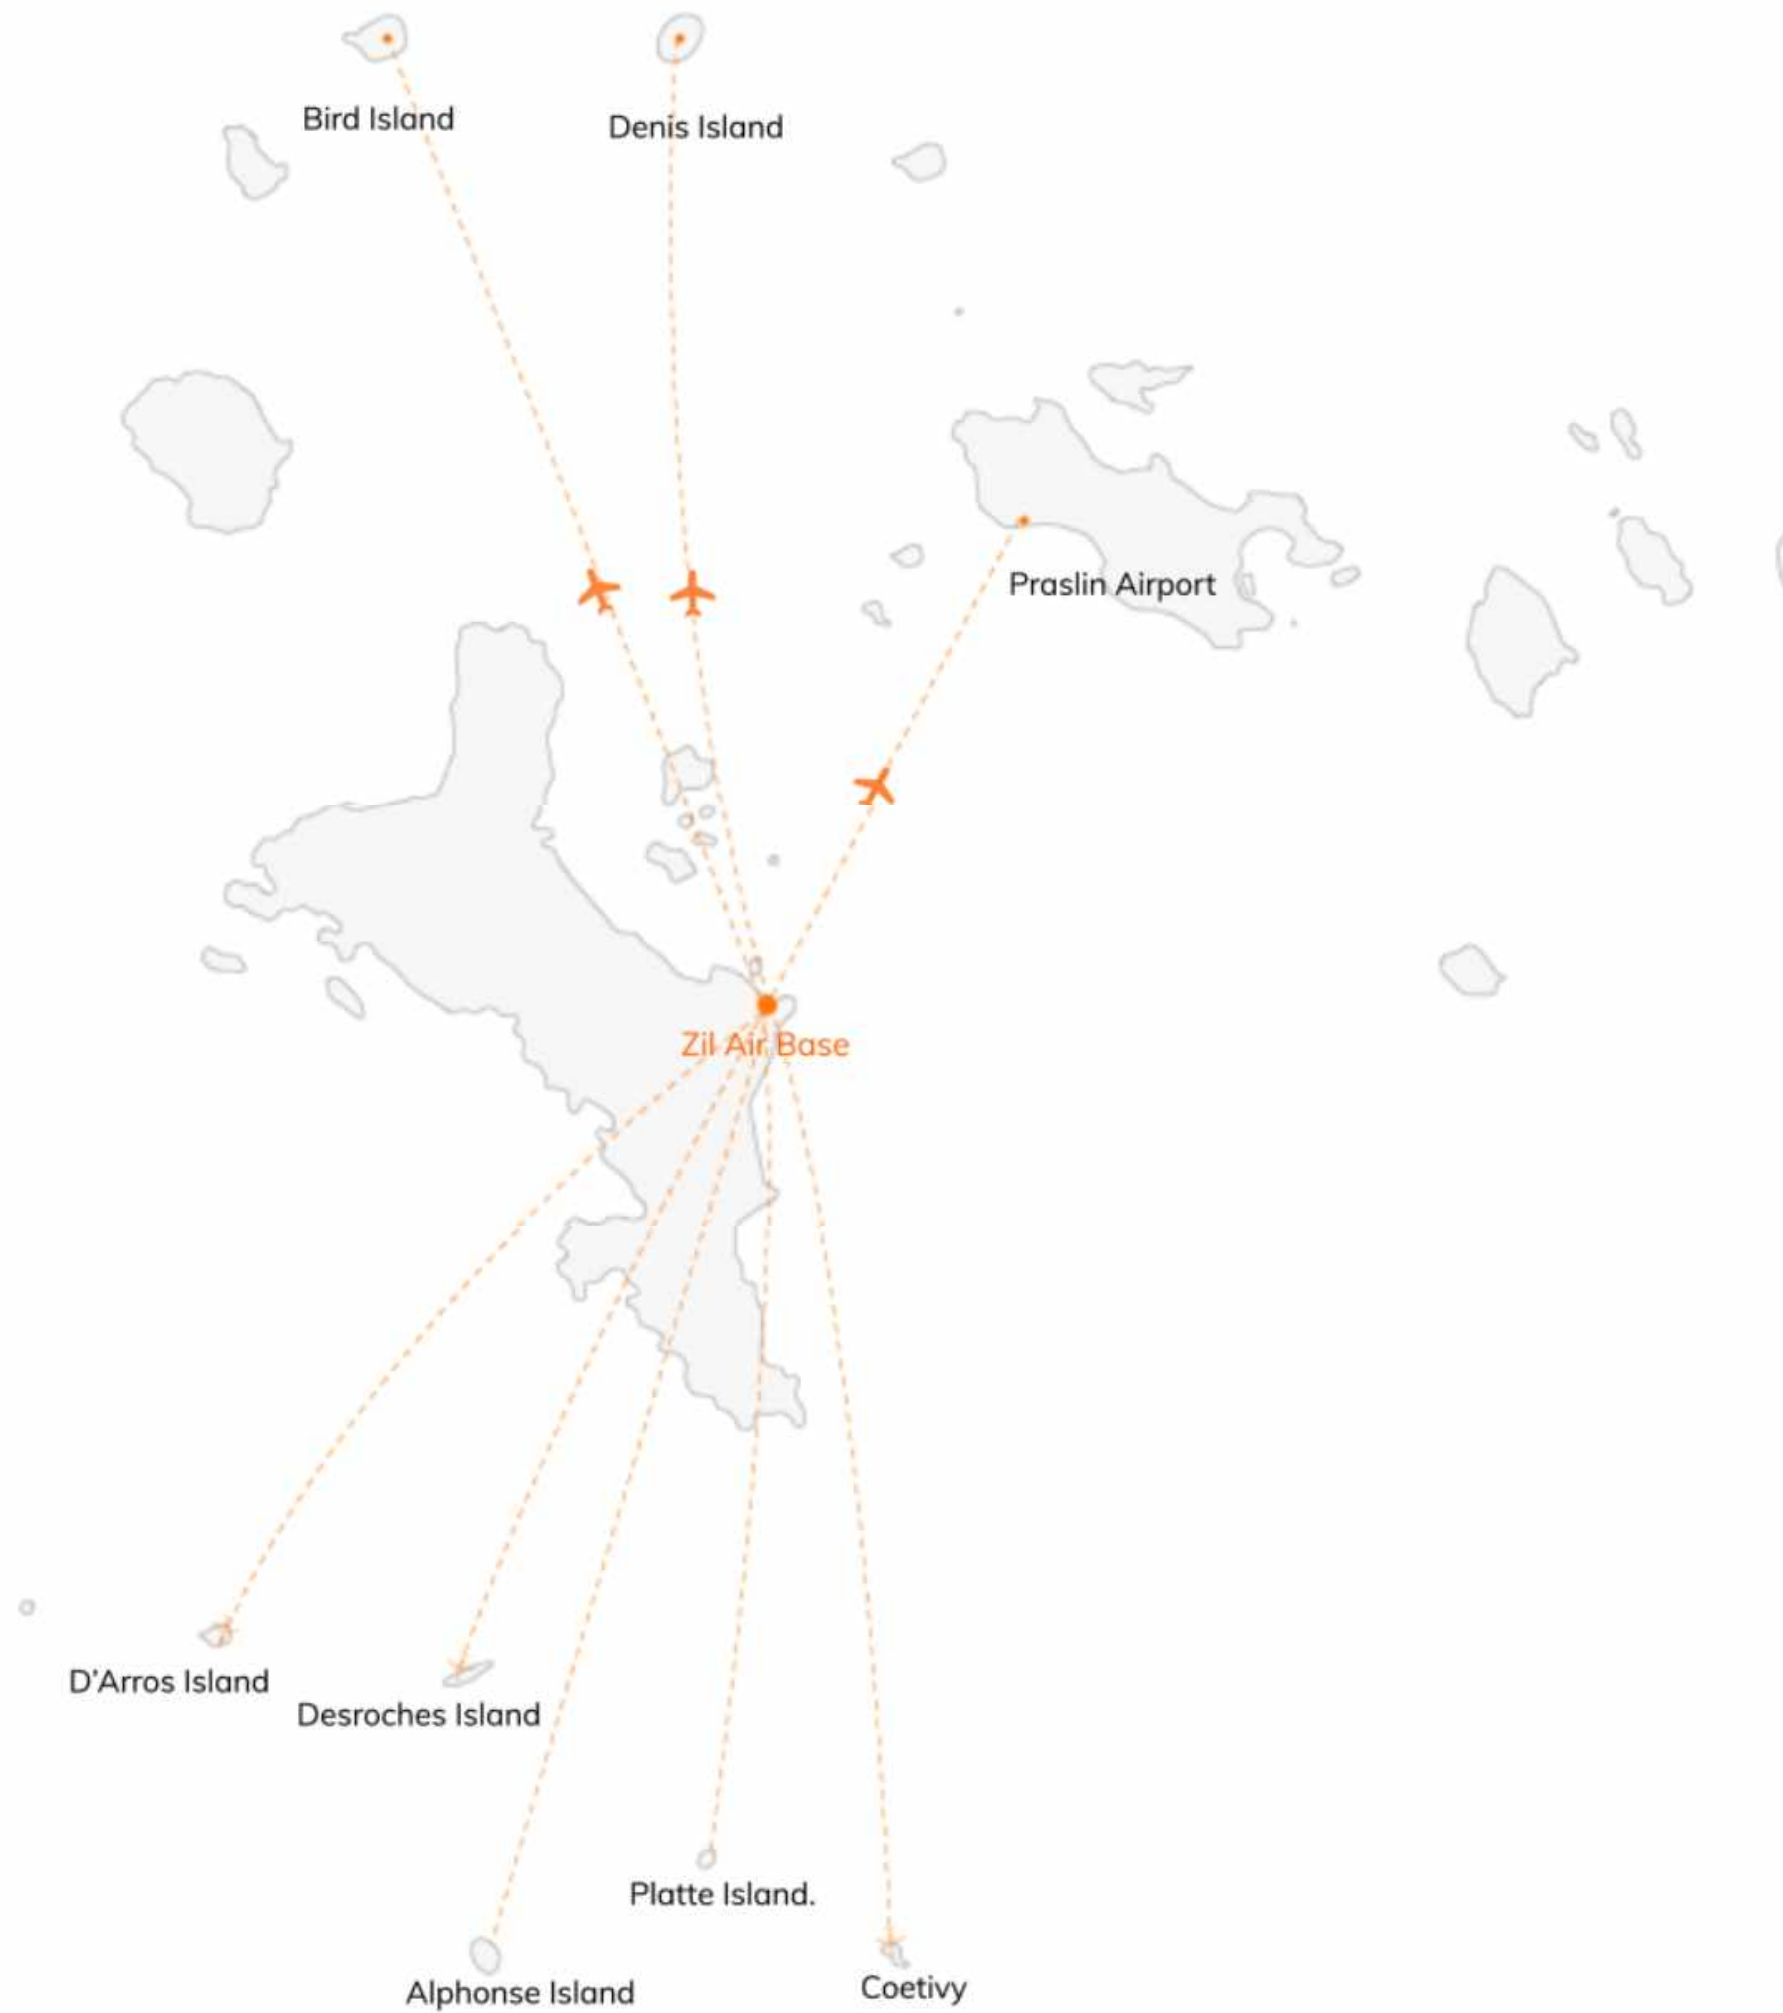 Bird Island
Denis Island
Praslin Airport
Zil Air Base
D'Arros Island
Desroches Island
Platte Island.
Alphonse Island
Coetivy